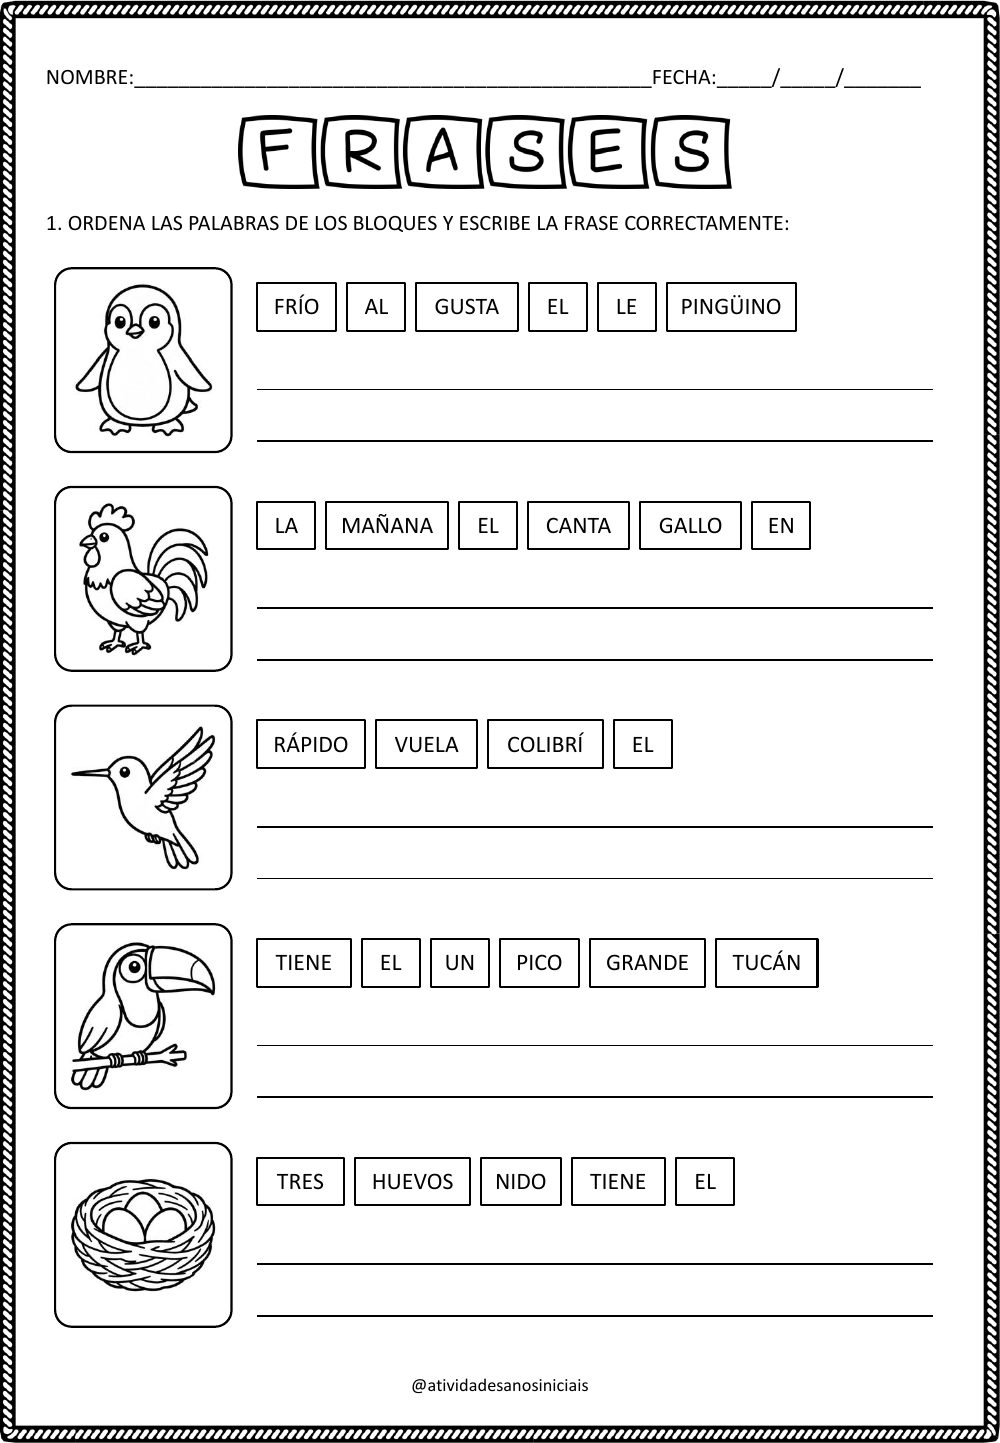 NOMBRE:_______________________________________________FECHA:_____/_____/_______
FRASES
1. ORDENA LAS PALABRAS DE LOS BLOQUES Y ESCRIBE LA FRASE CORRECTAMENTE:
FRÍO AL GUSTA EL LE PINGÜINO
LA MAÑANA EL CANTA GALLO EN
RÁPIDO VUELA COLIBRÍ EL
TIENE EL UN PICO GRANDE TUCÁN
TRES HUEVOS NIDO TIENE EL
@atividadesanosiniciais